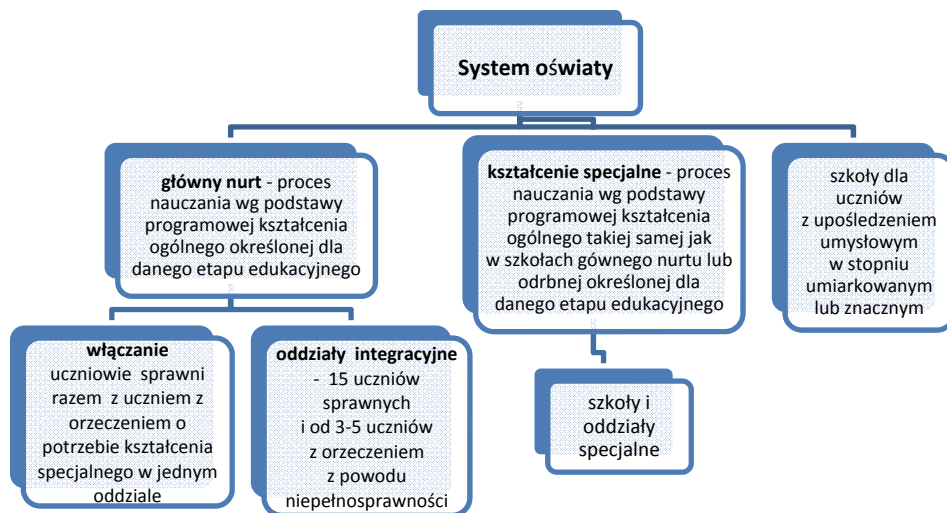 System oświaty
główny nurt - proces
nauczania wg podstawy
programowej kształcenia
ogólnego określonej dla
danego etapu edukacyjnego
kształcenie specjalne - proces
nauczania wg podstawy
programowej kształcenia
ogólnego takiej samej jak
w szkołach gównego nurtu lub
odrbnej określonej dla
danego etapu edukacyjnego
szkoły dla
uczniów
z upośledzeniem
umysłowym
w stopniu
umiarkowanym
lub znacznym
włączanie
uczniowie sprawni
razem z uczniem z
orzeczeniem o
potrzebie kształcenia
specjalnego w jednym
oddziale
oddziały integracyjne
- 15 uczniów
sprawnych
i od 3-5 uczniów
z orzeczeniem
z powodu
niepełnosprawności
szkoły i
oddziały
specjalne